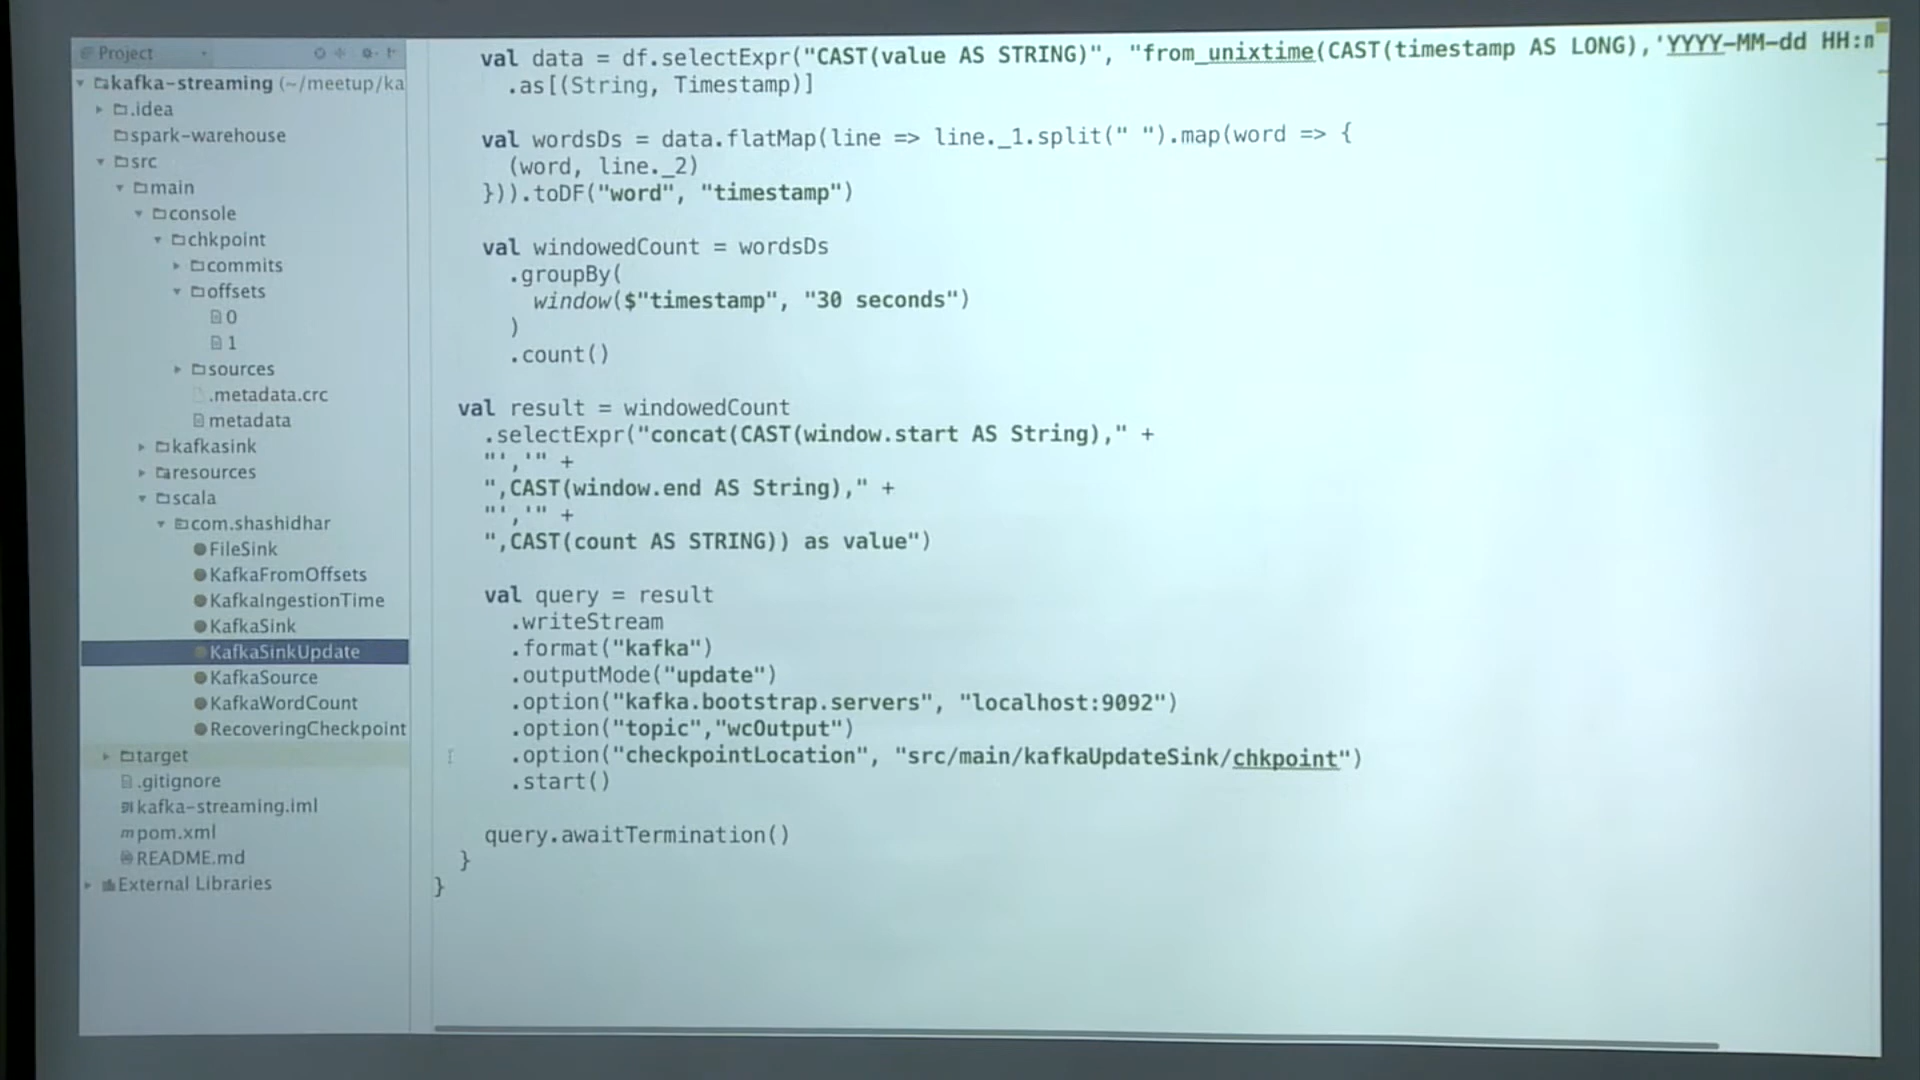 Project
kafka-streaming (~/meetup/ka
.idea
spark-warehouse
src
main
console
chkpoint
commits
offsets
0
1
sources
.metadata.crc
metadata
kafkasink
resources
scala
com.shashidhar
FileSink
KafkaFromOffsets
KafkaIngestionTime
KafkaSink
KafkaSinkUpdate
KafkaSource
KafkaWordCount
RecoveringCheckpoint
target
.gitignore
kafka-streaming.iml
pom.xml
README.md
External Libraries
val data = df.selectExpr("CAST(value AS STRING)", "from_unixtime(CAST(timestamp AS LONG),'YYYY-MM-dd HH:m
.as[(String, Timestamp)]
val wordsDs = data.flatMap(line => line._1.split(" ").map(word => {
(word, line._2)
})).toDF("word", "timestamp")
val windowedCount = wordsDs
.groupBy(
window($"timestamp", "30 seconds")
)
.count()
val result = windowedCount
.selectExpr("concat(CAST(window.start AS String)," +
"','" +
",CAST(window.end AS String)," +
"','" +
",CAST(count AS STRING)) as value")
val query = result
.writeStream
.format("kafka")
.outputMode("update")
.option("kafka.bootstrap.servers", "localhost:9092")
.option("topic","wcOutput")
.option("checkpointLocation", "src/main/kafkaUpdateSink/chkpoint")
.start()
query.awaitTermination()
}
}